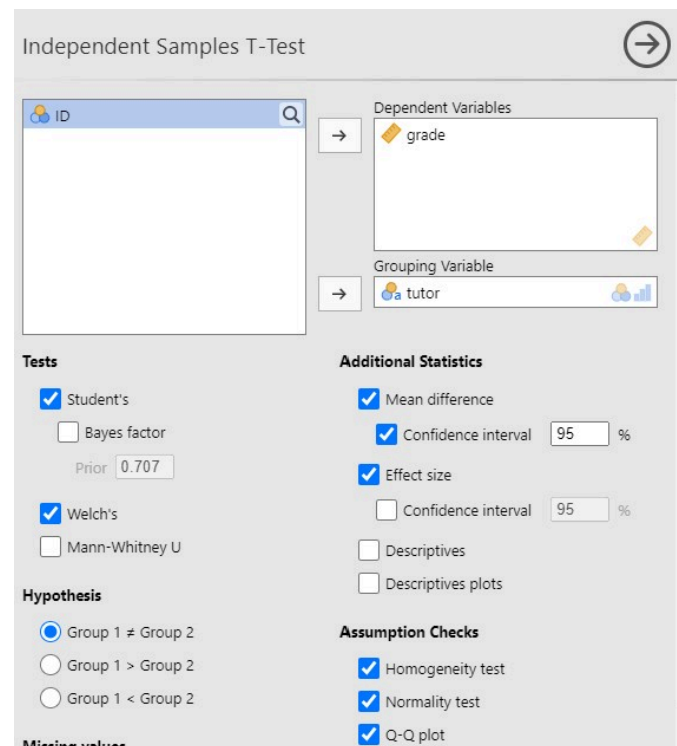 Independent Samples T-Test
ID
Dependent Variables
grade
Grouping Variable
a tutor
Tests
Student's
Bayes factor
Prior 0.707
Welch's
Mann-Whitney U
Hypothesis
Group 1 ≠ Group 2
Group 1 > Group 2
Group 1 < Group 2
Missing values
Additional Statistics
Mean difference
Confidence interval 95 %
Effect size
Confidence interval 95 %
Descriptives
Descriptives plots
Assumption Checks
Homogeneity test
Normality test
Q-Q plot